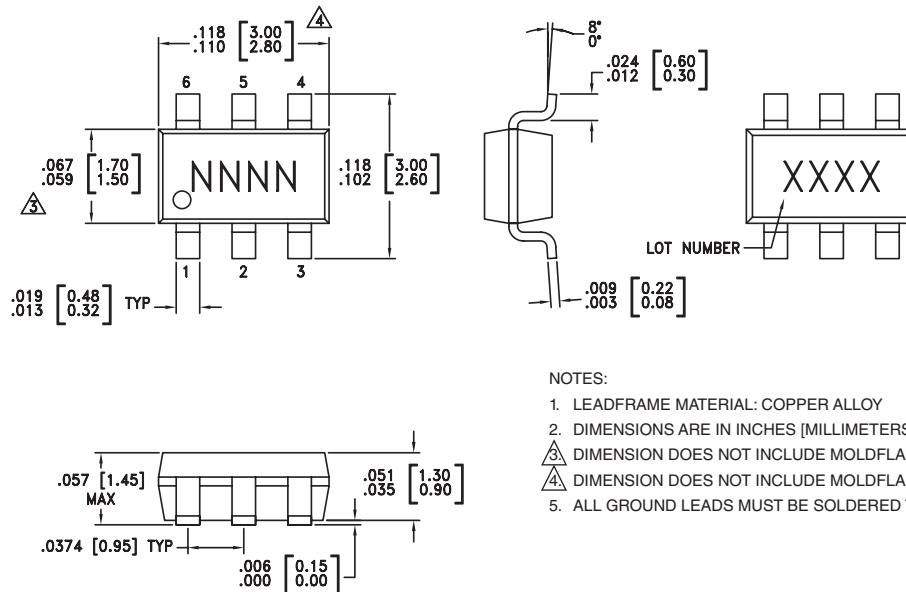 .118 [3.00]
.110 [2.80]
4
6 5 4
.067 [1.70]
.059 [1.50]
3
NNNN
.118 [3.00]
.102 [2.60]
1 2 3
.019 [0.48] TYP
.013 [0.32]
8°
0°
.024 [0.60]
.012 [0.30]
.009 [0.22]
.003 [0.08]
XXXX
LOT NUMBER
.057 [1.45]
MAX
.051 [1.30]
.035 [0.90]
.0374 [0.95] TYP
.006 [0.15]
.000 [0.00]
NOTES:
1. LEADFRAME MATERIAL: COPPER ALLOY
2. DIMENSIONS ARE IN INCHES [MILLIMETERS
3. DIMENSION DOES NOT INCLUDE MOLDFLA
4. DIMENSION DOES NOT INCLUDE MOLDFLA
5. ALL GROUND LEADS MUST BE SOLDERED